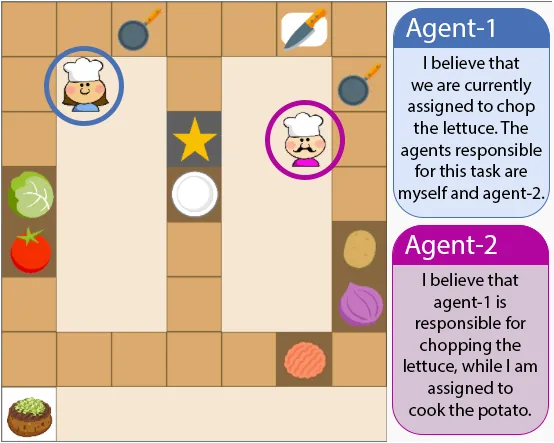 Agent-1
I believe that
we are currently
assigned to chop
the lettuce. The
agents responsible
for this task are
myself and agent-2.
Agent-2
I believe that
agent-1 is
responsible for
chopping the
lettuce, while I am
assigned to
cook the potato.